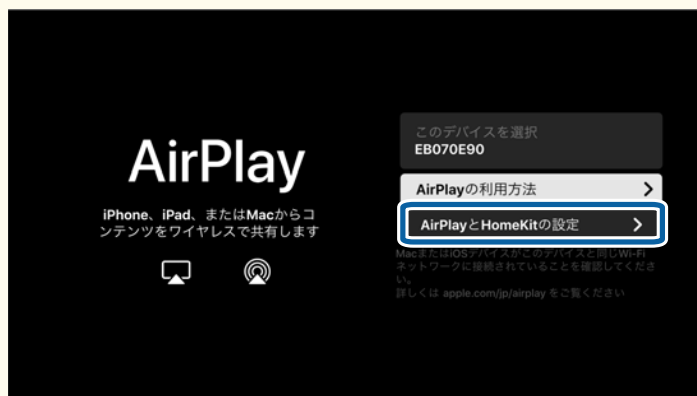 AirPlay
iPhone、iPad、またはMacからコ
ンテンツをワイヤレスで共有します
このデバイスを選択
EB070E90
AirPlayの利用方法
AirPlayとHomeKitの設定
MacまたはiOSデバイスがこのデバイスと同じWi-Fi
ネットワークに接続されていることを確認してくださ
い。
詳しくは apple.com/jp/airplay をご覧ください